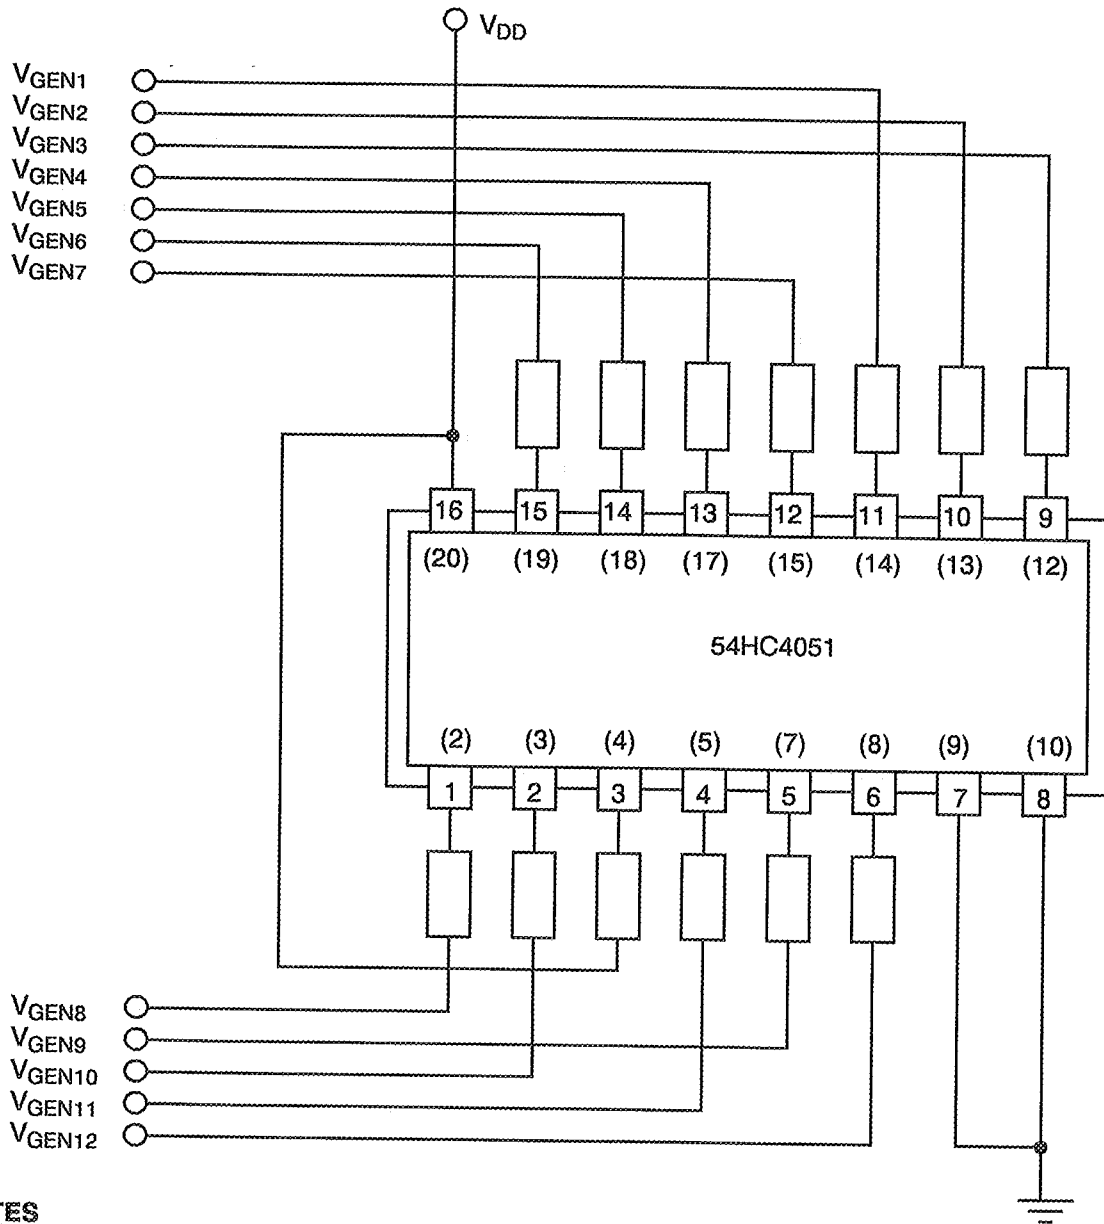 VDD
VGEN1
VGEN2
VGEN3
VGEN4
VGEN5
VGEN6
VGEN7
16 15 14 13 12 11 10 9
(20) (19) (18) (17) (15) (14) (13) (12)
54HC4051
(2) (3) (4) (5) (7) (8) (9) (10)
1 2 3 4 5 6 7 8
VGEN8
VGEN9
VGEN10
VGEN11
VGEN12
TES